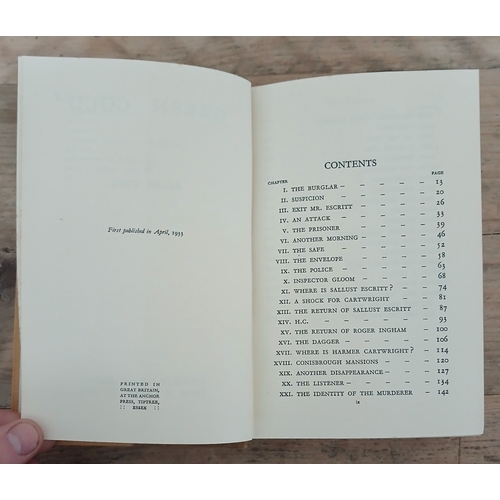 First published in April, 1933
PRINTED IN
GREAT BRITAIN,
AT THE ANCHOR
PRESS, TIPTREE,
:: ESSEX ::
CONTENTS
CHAPTER PAGE
I. THE BURGLAR – – – – – 13
II. SUSPICION – – – – – 20
III. EXIT MR. ESCRITT – – – – 26
IV. AN ATTACK – – – – – 33
V. THE PRISONER – – – – 39
VI. ANOTHER MORNING – – – – 46
VII. THE SAFE – – – – – 52
VIII. THE ENVELOPE – – – – 58
IX. THE POLICE – – – – – 63
X. INSPECTOR GLOOM – – – – 68
XI. WHERE IS SALLUST ESCRITT? – – 74
XII. A SHOCK FOR CARTWRIGHT – – – 81
XIII. THE RETURN OF SALLUST ESCRITT – – 87
XIV. H.C. – – – – – – 93
XV. THE RETURN OF ROGER INGHAM – – 100
XVI. THE DAGGER – – – – – 106
XVII. WHERE IS HARMER CARTWRIGHT? – – 114
XVIII. CONISBROUGH MANSIONS – – – 120
XIX. ANOTHER DISAPPEARANCE – – – 127
XX. THE LISTENER – – – – 134
XXI. THE IDENTITY OF THE MURDERER – – 142
ix